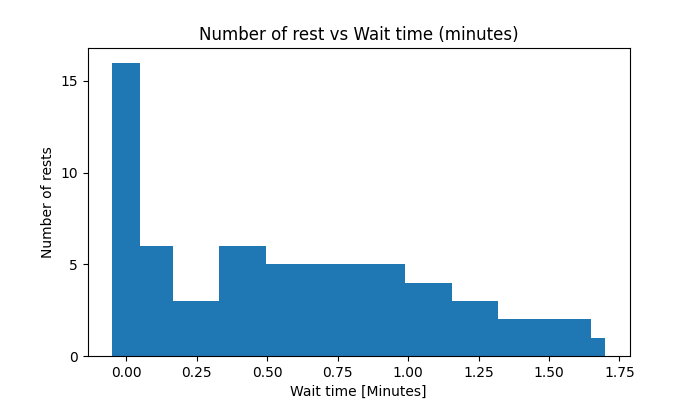 Number of rest vs Wait time (minutes)
15
10
5
0
Number of rests
0.00 0.25 0.50 0.75 1.00 1.25 1.50 1.75
Wait time [Minutes]